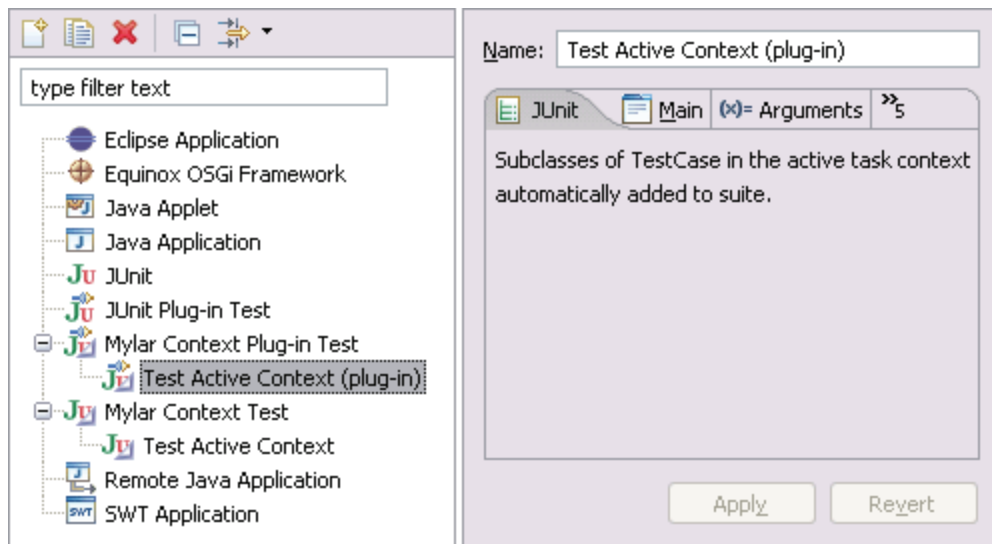 type filter text
Eclipse Application
Equinox OSGi Framework
Java Applet
Java Application
JUnit
JUnit Plug-in Test
Mylar Context Plug-in Test
Test Active Context (plug-in)
Mylar Context Test
Test Active Context
Remote Java Application
SWT Application
Name: Test Active Context (plug-in)
JUnit Main (x)= Arguments »5
Subclasses of TestCase in the active task context
automatically added to suite.
Apply Revert